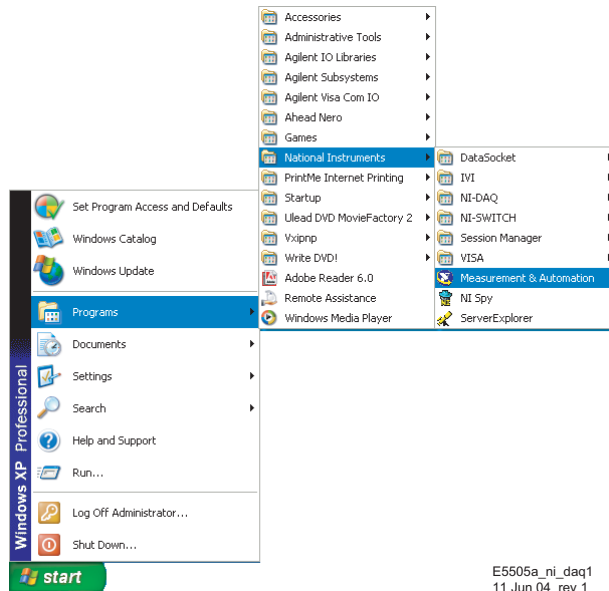 Accessories
Administrative Tools
Agilent IO Libraries
Agilent Subsystems
Agilent Visa Com IO
Ahead Nero
Games
National Instruments
PrintMe Internet Printing
Startup
Ulead DVD MovieFactory 2
Vxipnp
Write DVD!
Adobe Reader 6.0
Remote Assistance
Windows Media Player
DataSocket
IVI
NI-DAQ
NI-SWITCH
Session Manager
VISA
Measurement & Automation
NI Spy
ServerExplorer
Set Program Access and Defaults
Windows Catalog
Windows Update
Programs
Documents
Settings
Search
Help and Support
Run...
Log Off Administrator...
Shut Down...
Windows XP Professional
start
E5505a_ni_daq1
11 Jun 04 rev 1